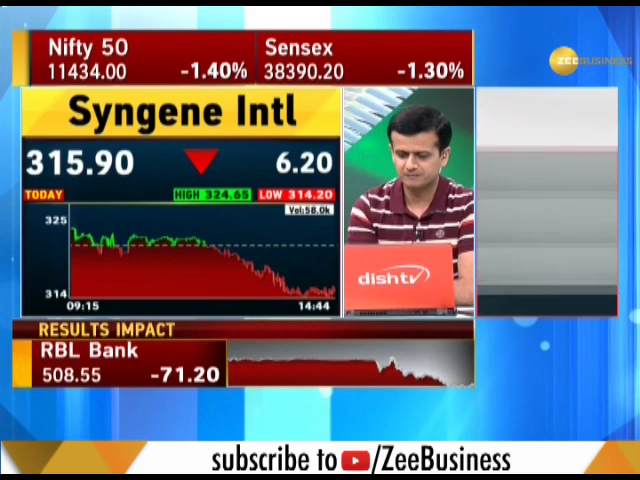 Nifty 50
11434.00 -1.40%
Sensex
38390.20 -1.30%
ZEEBUSINESS
Syngene Intl
315.90 6.20
TODAY HIGH 324.65 LOW 314.20
Vol:58.0k
325
314
09:15 14:44
dishtv
RESULTS IMPACT
RBL Bank
508.55 -71.20
subscribe to /ZeeBusiness